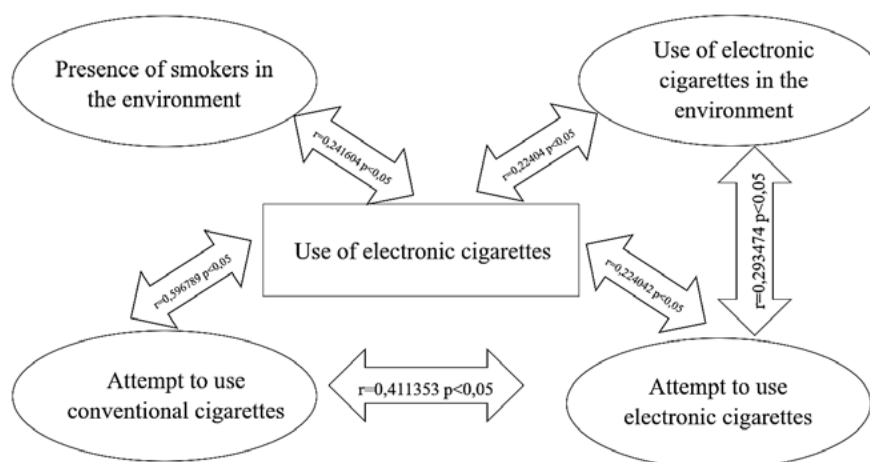 Presence of smokers in
the environment
Use of electronic
cigarettes in the
environment
r=0,241604 p<0,05
r=0,22404 p<0,05
Use of electronic cigarettes
r=0,293474 p<0,05
r=0,596789 p<0,05
r=0,224042 p<0,05
Attempt to use
conventional cigarettes
r=0,411353 p<0,05
Attempt to use
electronic cigarettes